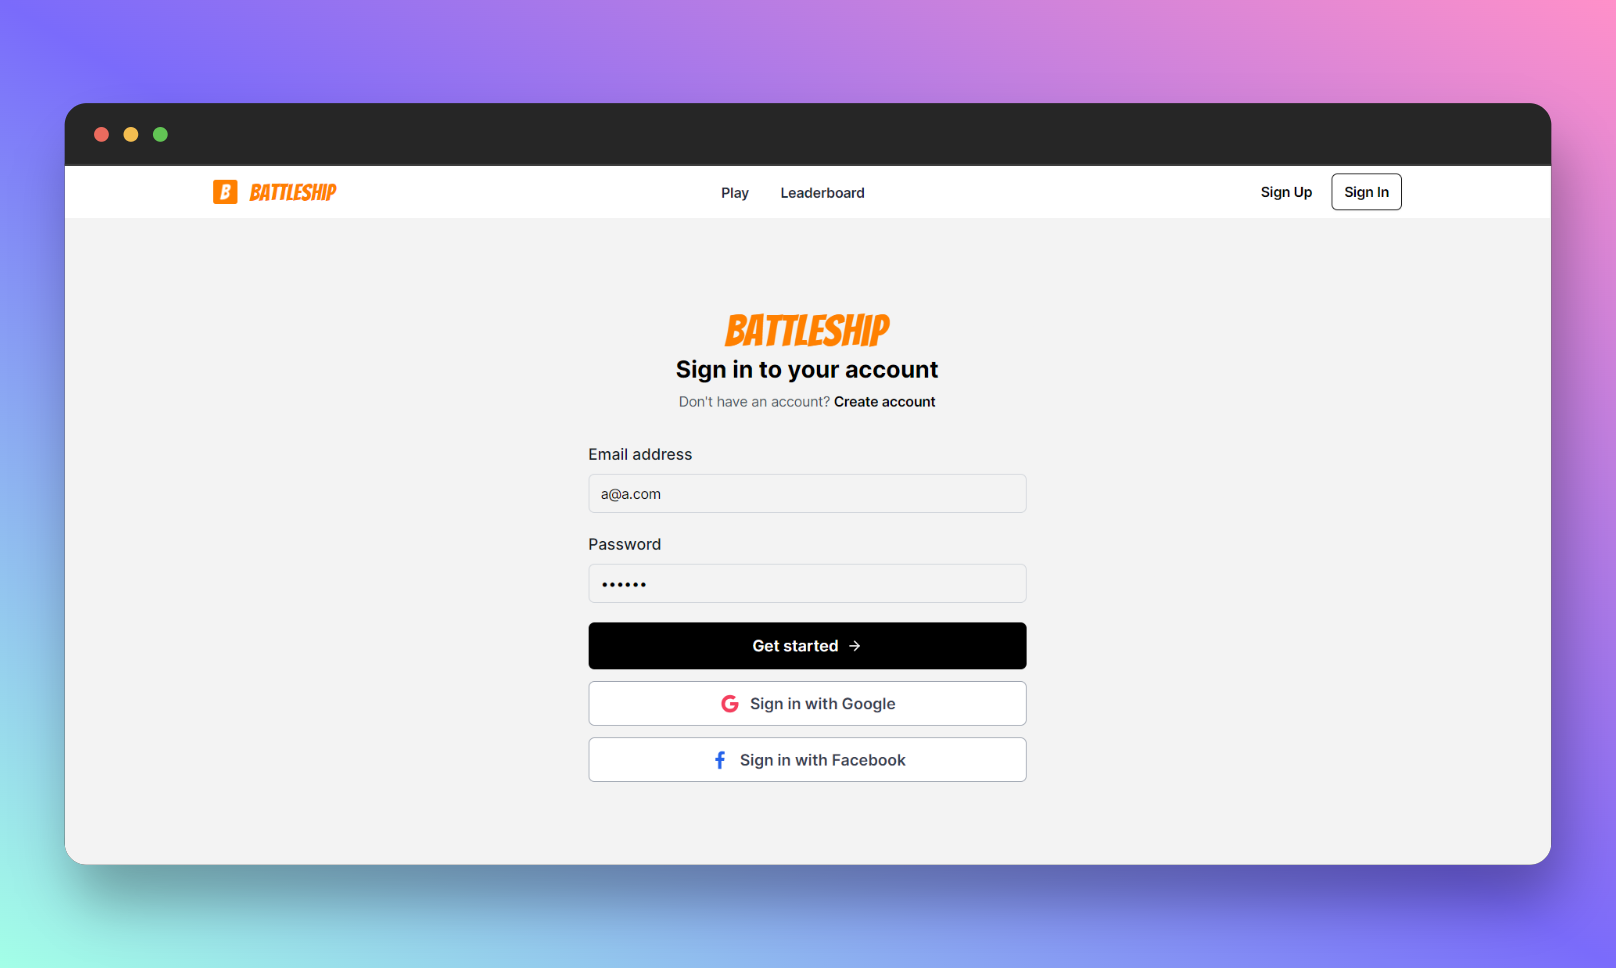 B BATTLESHIP Play Leaderboard Sign Up Sign In
BATTLESHIP
Sign in to your account
Don't have an account? Create account
Email address
a@a.com
Password
••••••
Get started →
G Sign in with Google
f Sign in with Facebook